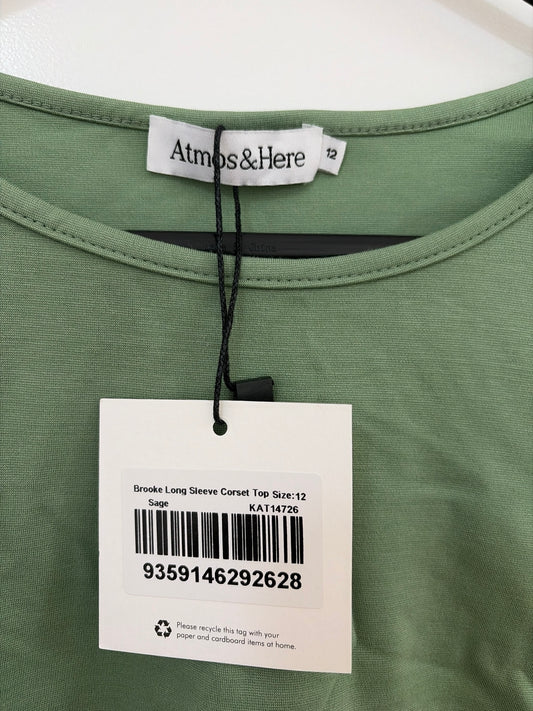 Atmos&Here
12
China
Brooke Long Sleeve Corset Top Size:12
Sage KAT14726
9359146292628
Please recycle this tag with your
paper and cardboard items at home.